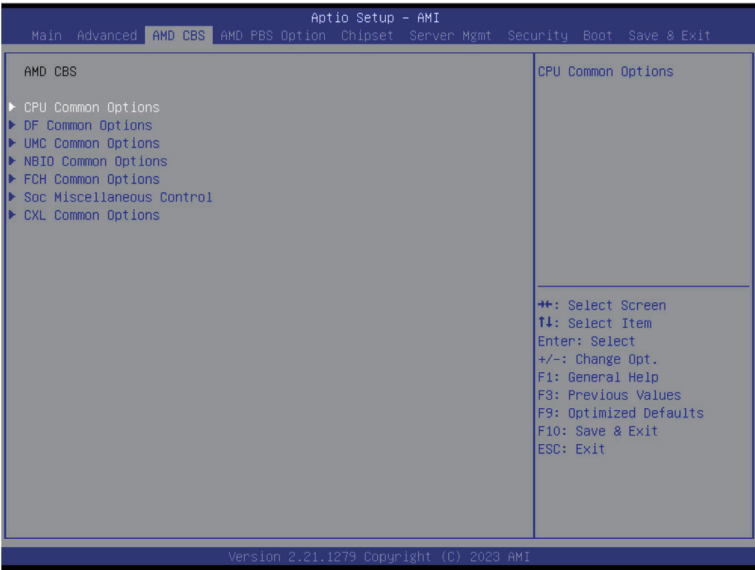 Aptio Setup – AMI
Main Advanced AMD CBS AMD PBS Option Chipset Server Mgmt Security Boot Save & Exit
AMD CBS
CPU Common Options
DF Common Options
UMC Common Options
NBIO Common Options
FCH Common Options
Soc Miscellaneous Control
CXL Common Options
CPU Common Options
→←: Select Screen
↑↓: Select Item
Enter: Select
+/-: Change Opt.
F1: General Help
F3: Previous Values
F9: Optimized Defaults
F10: Save & Exit
ESC: Exit
Version 2.21.1279 Copyright (C) 2023 AMI